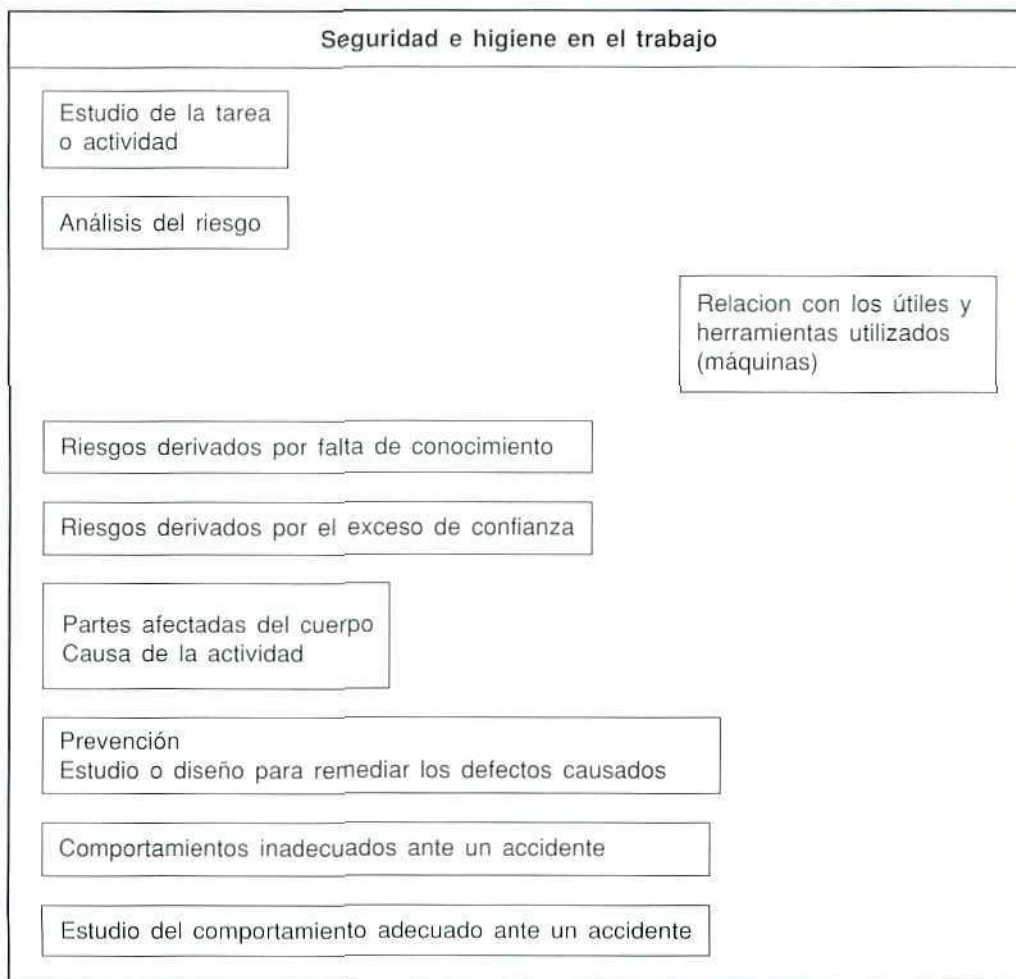 Seguridad e higiene en el trabajo
Estudio de la tarea
o actividad
Análisis del riesgo
Relacion con los útiles y
herramientas utilizados
(máquinas)
Riesgos derivados por falta de conocimiento
Riesgos derivados por el exceso de confianza
Partes afectadas del cuerpo
Causa de la actividad
Prevención
Estudio o diseño para remediar los defectos causados
Comportamientos inadecuados ante un accidente
Estudio del comportamiento adecuado ante un accidente